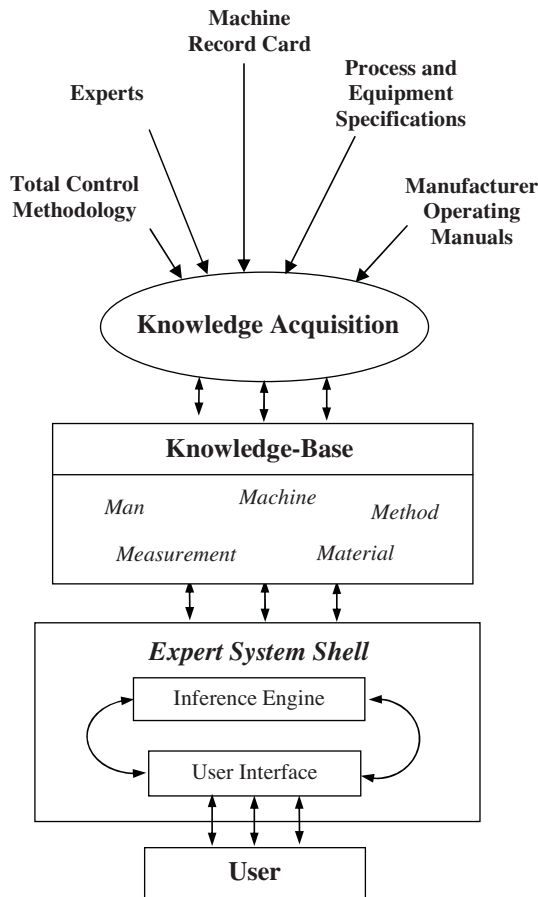 Machine
Record Card
Experts
Process and
Equipment
Specifications
Total Control
Methodology
Manufacturer
Operating
Manuals
Knowledge Acquisition
Knowledge-Base
Man
Machine
Method
Measurement
Material
Expert System Shell
Inference Engine
User Interface
User